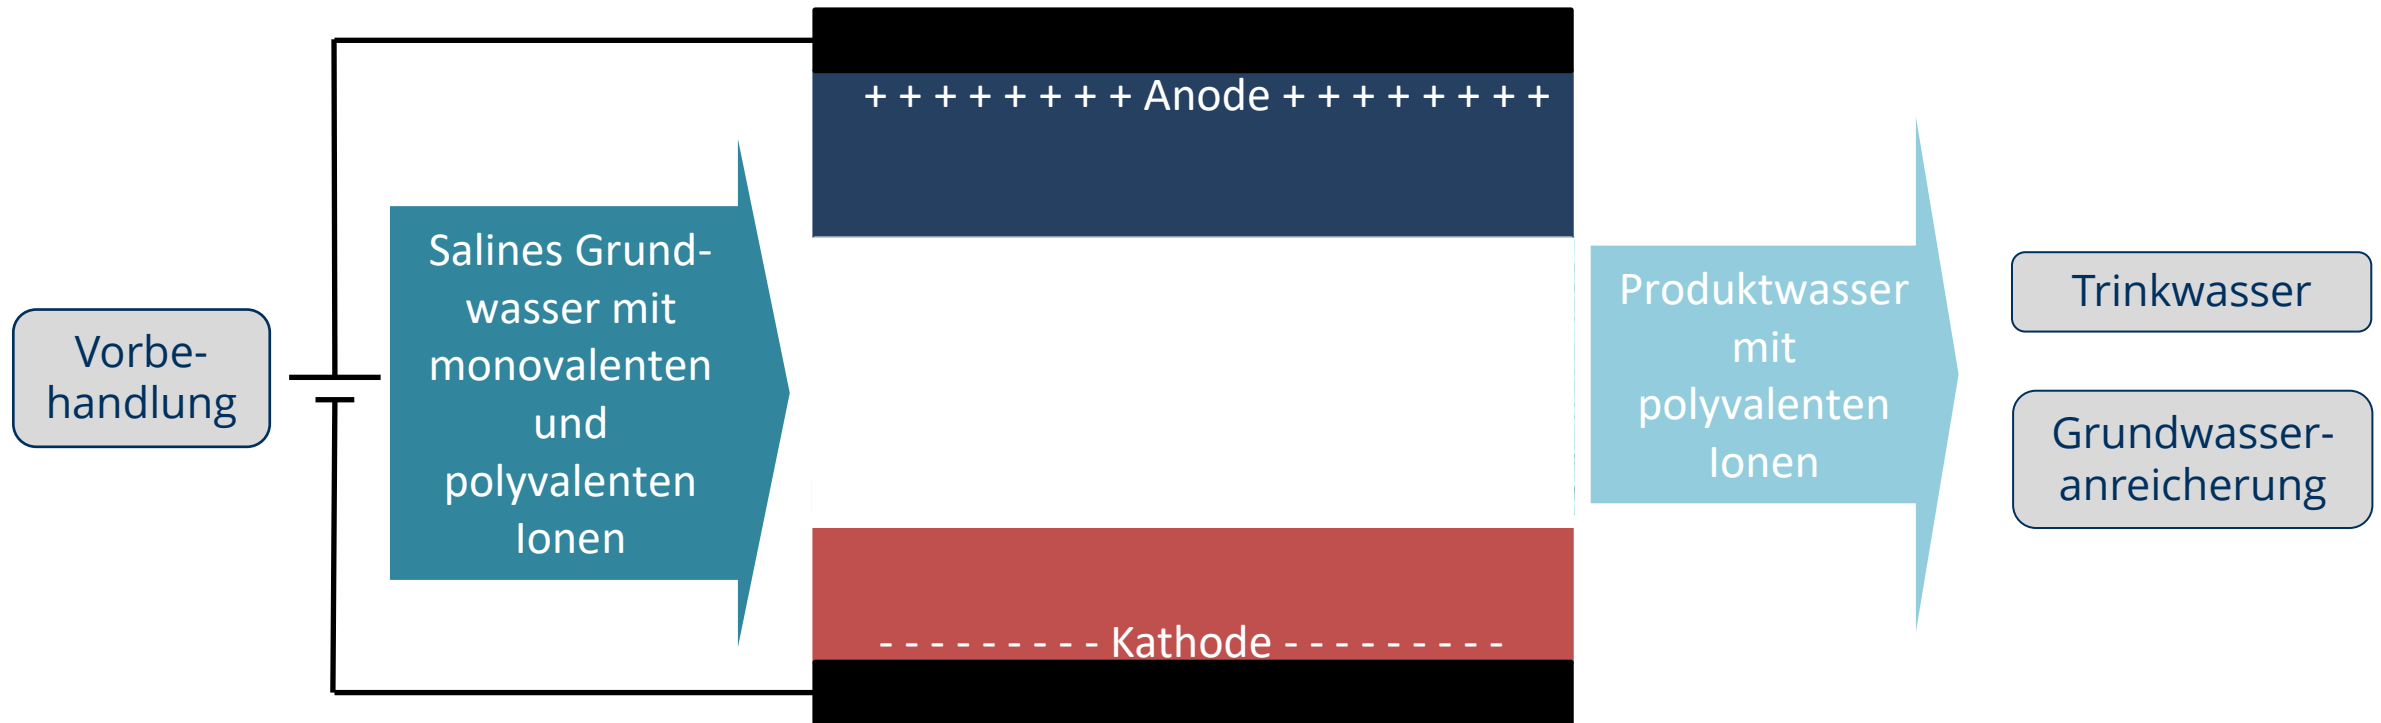 + + + + + + + + Anode + + + + + + + +
Salines Grund-
wasser mit
monovalenten
und
polyvalenten
Ionen
Vorbe-
handlung
Produktwasser
mit
polyvalenten
Ionen
Trinkwasser
Grundwasser-
anreicherung
- - - - - - - - - Kathode - - - - - - - - -